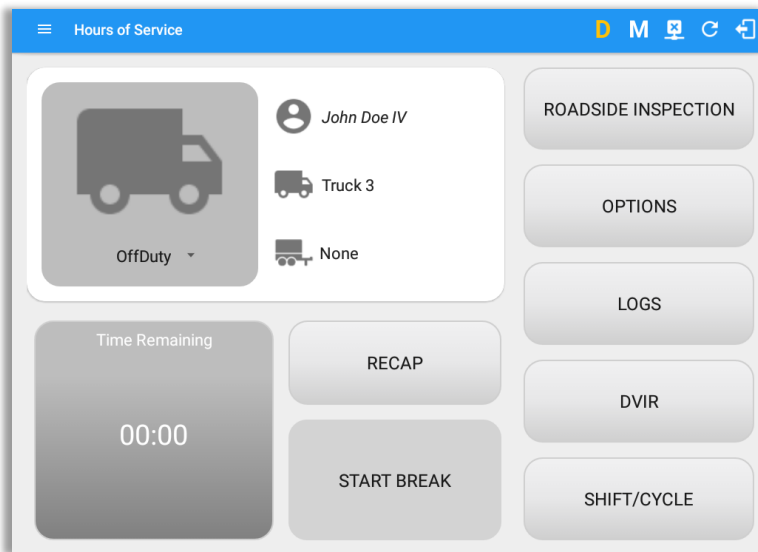 Hours of Service
D M
John Doe IV
Truck 3
None
OffDuty
Time Remaining
00:00
RECAP
START BREAK
ROADSIDE INSPECTION
OPTIONS
LOGS
DVIR
SHIFT/CYCLE